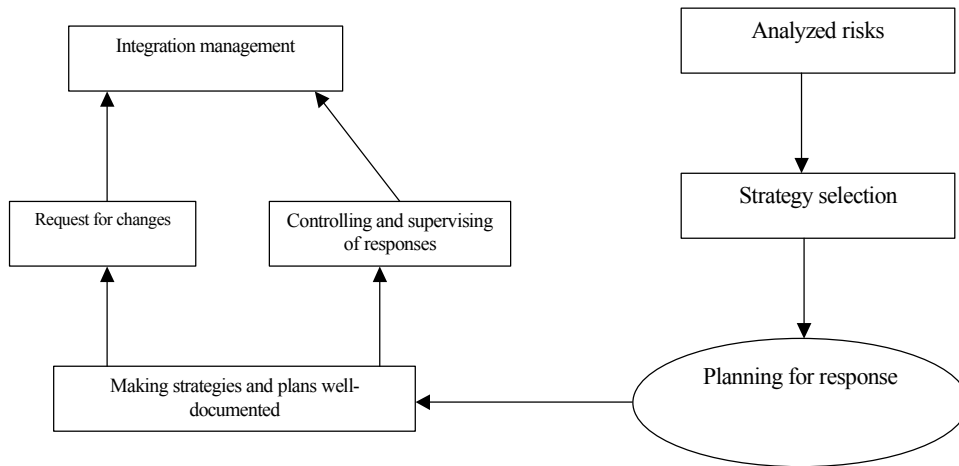 Integration management
Analyzed risks
Request for changes
Controlling and supervising
of responses
Strategy selection
Making strategies and plans well-
documented
Planning for response